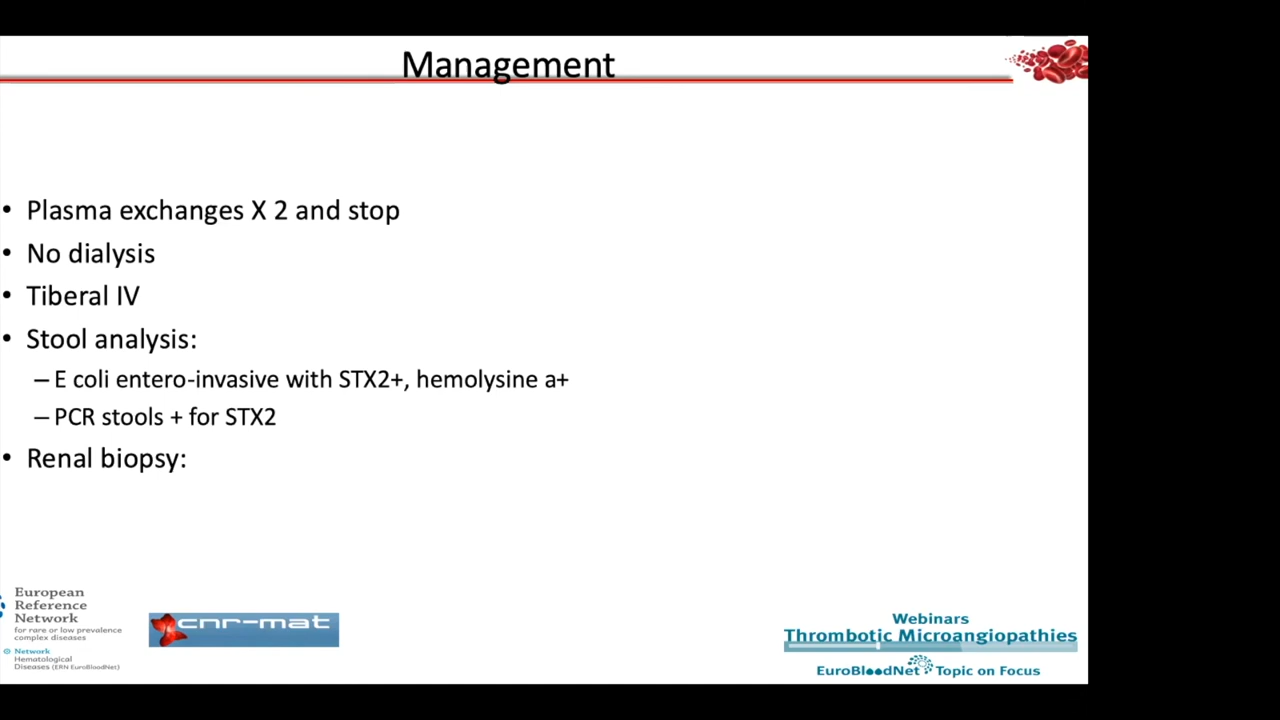 Management
• Plasma exchanges X 2 and stop
• No dialysis
• Tiberal IV
• Stool analysis:
– E coli entero-invasive with STX2+, hemolysine a+
– PCR stools + for STX2
• Renal biopsy:
European
Reference
Network
for rare or low prevalence
complex diseases
Network
Hematological
Diseases (ERN EuroBloodNet)
cnr-mat
Webinars
Thrombotic Microangiopathies
EuroBloodNet Topic on Focus